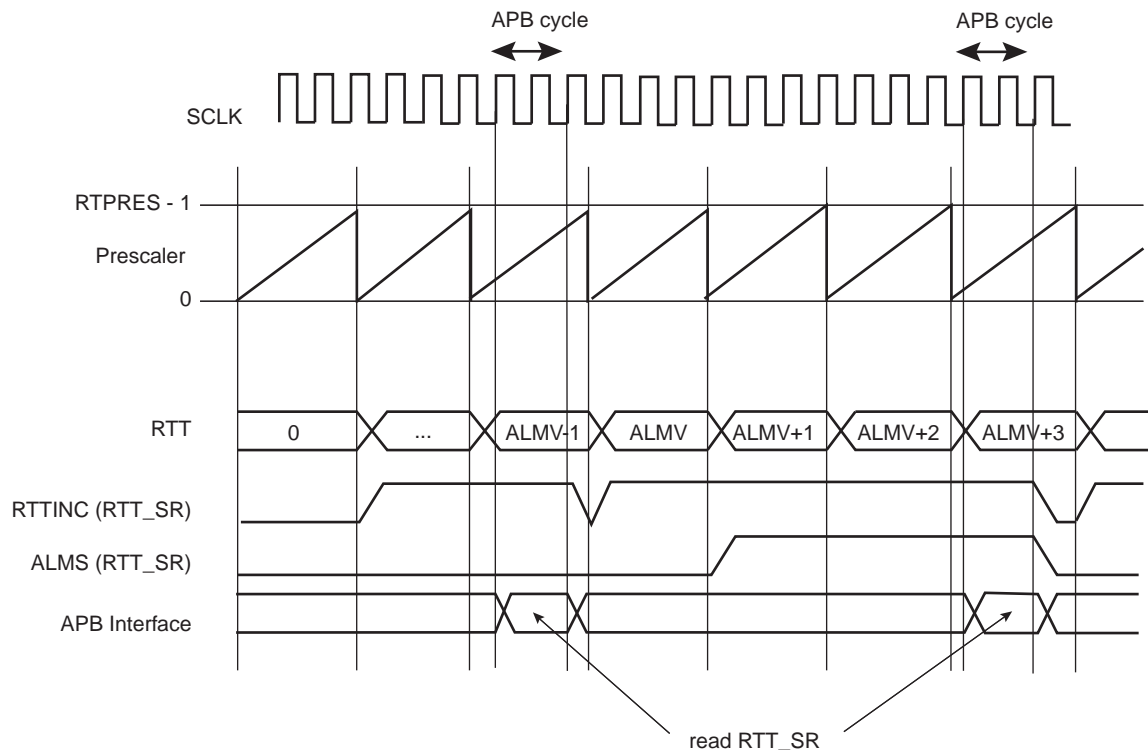 APB cycle
APB cycle
SCLK
RTPRES - 1
Prescaler
0
RTT
0
...
ALMV-1
ALMV
ALMV+1
ALMV+2
ALMV+3
RTTINC (RTT_SR)
ALMS (RTT_SR)
APB Interface
read RTT_SR